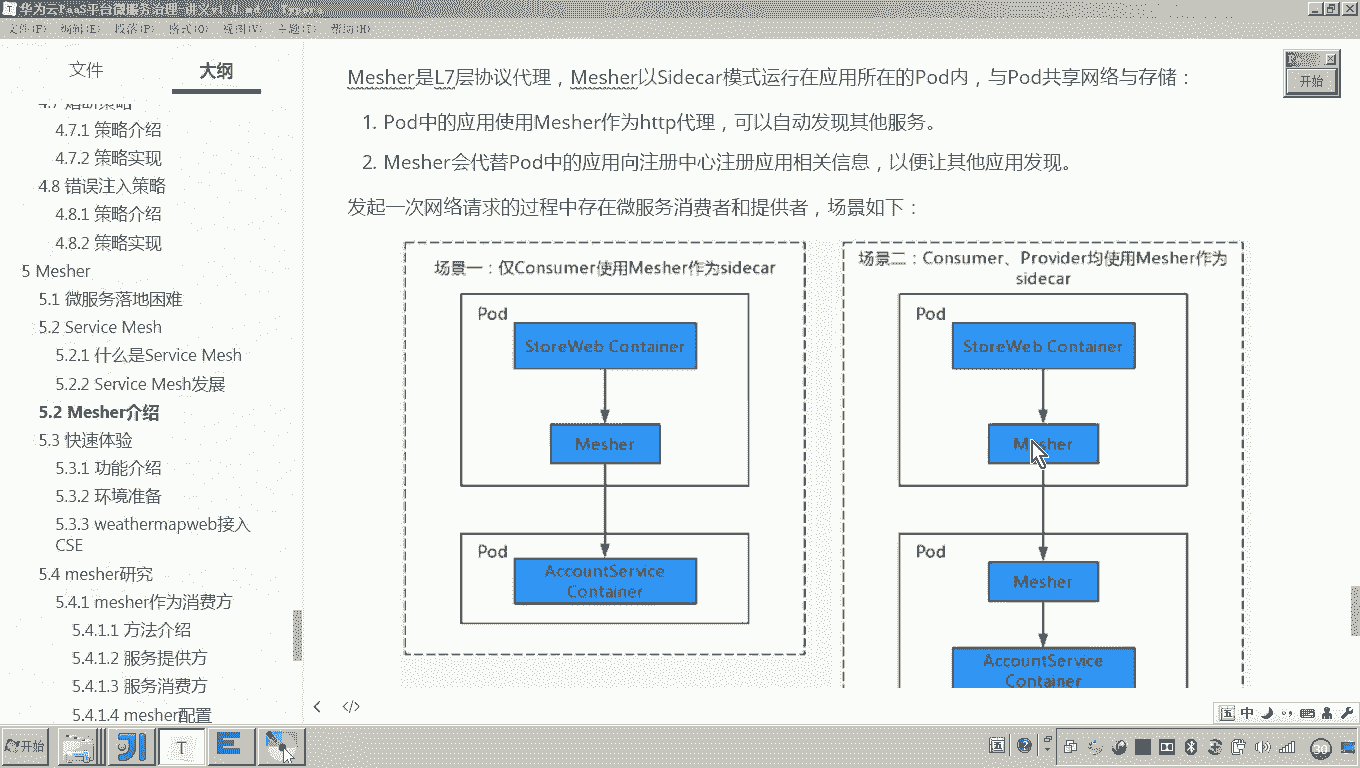 华为云PaaS平台微服务治理-讲义v1.0.md - Typora
文件(F) 编辑(E) 段落(P) 格式(O) 视图(V) 主题(T) 帮助(H)
文件
大纲
4.7 熔断策略
4.7.1 策略介绍
4.7.2 策略实现
4.8 错误注入策略
4.8.1 策略介绍
4.8.2 策略实现
5 Mesher
5.1 微服务落地困难
5.2 Service Mesh
5.2.1 什么是Service Mesh
5.2.2 Service Mesh发展
5.2 Mesher介绍
5.3 快速体验
5.3.1 功能介绍
5.3.2 环境准备
5.3.3 weathermapweb接入
CSE
5.4 mesher研究
5.4.1 mesher作为消费方
5.4.1.1 方法介绍
5.4.1.2 服务提供方
5.4.1.3 服务消费方
5.4.1.4 mesher配置
Mesher是L7层协议代理，Mesher以Sidecar模式运行在应用所在的Pod内，与Pod共享网络与存储：
1. Pod中的应用使用Mesher作为http代理，可以自动发现其他服务。
2. Mesher会代替Pod中的应用向注册中心注册应用相关信息，以便让其他应用发现。
发起一次网络请求的过程中存在微服务消费者和提供者，场景如下：
场景一：仅Consumer使用Mesher作为sidecar
Pod
StoreWeb Container
Mesher
Pod
AccountService
Container
场景二：Consumer、Provider均使用Mesher作为
sidecar
Pod
StoreWeb Container
Mesher
Pod
Mesher
AccountService
Container
开始
中
开始
T
30